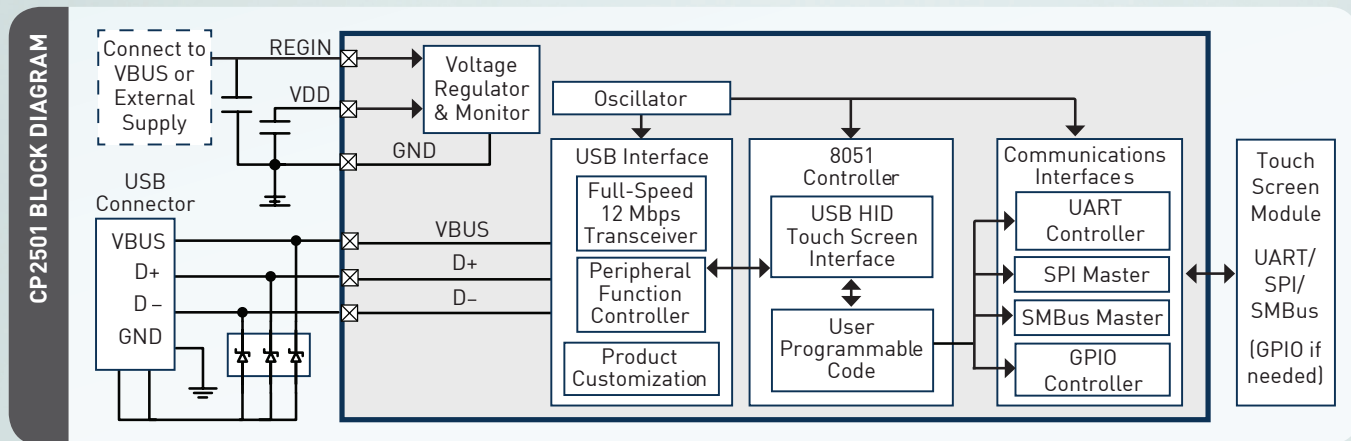 CP2501 BLOCK DIAGRAM
Connect to
VBUS or
External
Supply
REGIN
VDD
GND
Voltage
Regulator
& Monitor
USB
Connector
VBUS
D+
D−
GND
VBUS
D+
D−
Oscillator
USB Interface
Full-Speed
12 Mbps
Transceiver
Peripheral
Function
Controller
Product
Customization
8051
Controller
USB HID
Touch Screen
Interface
User
Programmable
Code
Communications
Interfaces
UART
Controller
SPI Master
SMBus Master
GPIO
Controller
Touch
Screen
Module
UART/
SPI/
SMBus
(GPIO if
needed)